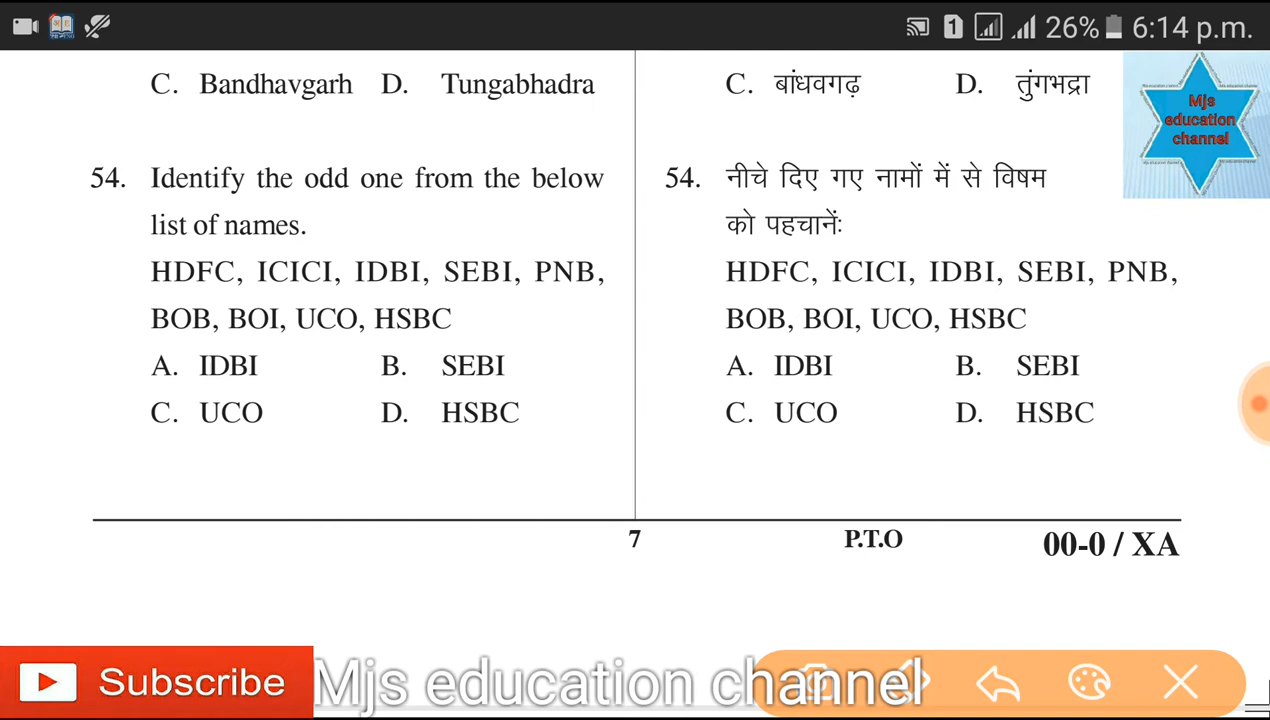 26% 6:14 p.m.
C. Bandhavgarh D. Tungabhadra
54. Identify the odd one from the below
list of names.
HDFC, ICICI, IDBI, SEBI, PNB,
BOB, BOI, UCO, HSBC
A. IDBI B. SEBI
C. UCO D. HSBC
C. बांधवगढ़ D. तुंगभद्रा
54. नीचे दिए गए नामों में से विषम
को पहचानें:
HDFC, ICICI, IDBI, SEBI, PNB,
BOB, BOI, UCO, HSBC
A. IDBI B. SEBI
C. UCO D. HSBC
Mjs
education
channel
7 P.T.O 00-0 / XA
Subscribe Mjs education channel